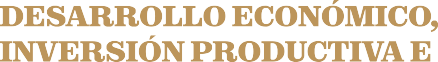 DESARROLLO ECONÓMICO,
INVERSIÓN PRODUCTIVA E